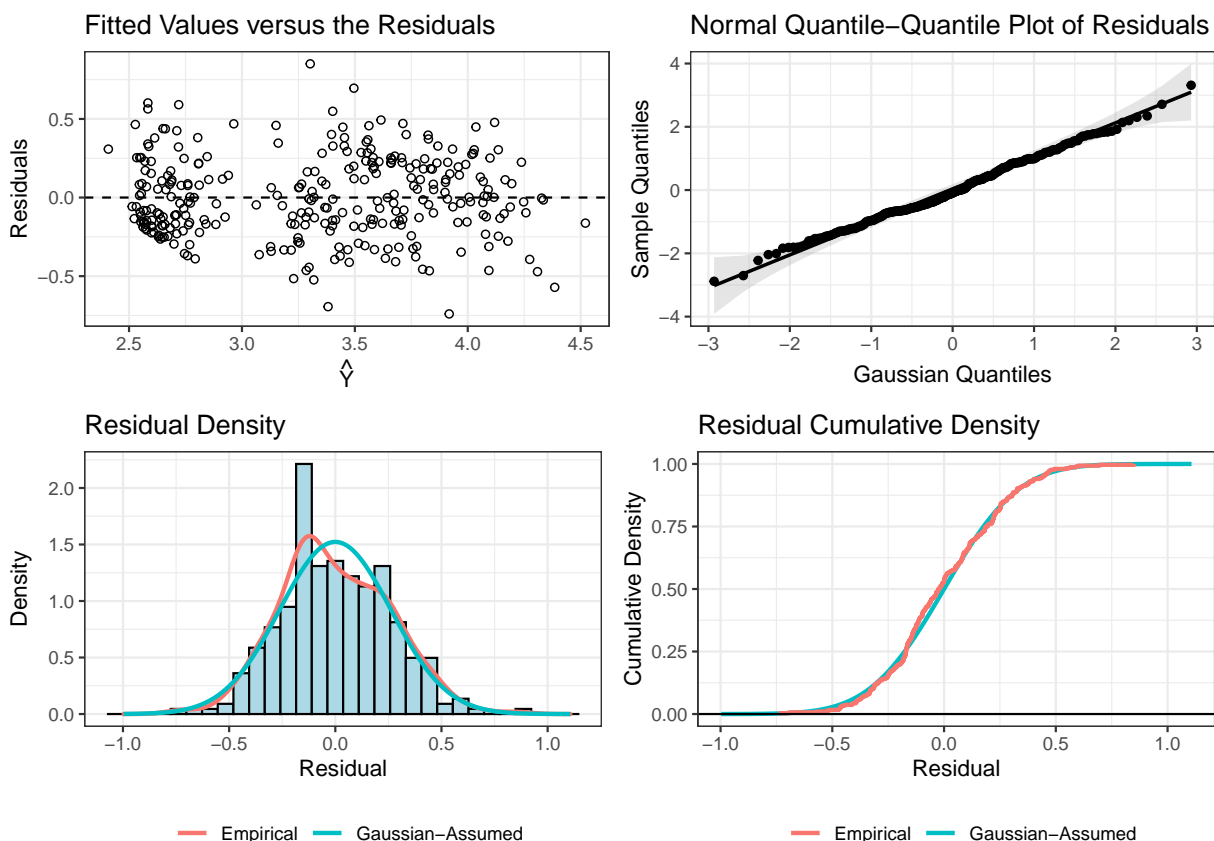 Fitted Values versus the Residuals
Residuals
0.5
0.0
−0.5
2.5 3.0 3.5 4.0 4.5
Ŷ
Normal Quantile−Quantile Plot of Residuals
Sample Quantiles
4
2
0
−2
−4
−3 −2 −1 0 1 2 3
Gaussian Quantiles
Residual Density
Density
2.0
1.5
1.0
0.5
0.0
−1.0 −0.5 0.0 0.5 1.0
Residual
Empirical Gaussian−Assumed
Residual Cumulative Density
Cumulative Density
1.00
0.75
0.50
0.25
0.00
−1.0 −0.5 0.0 0.5 1.0
Residual
Empirical Gaussian−Assumed